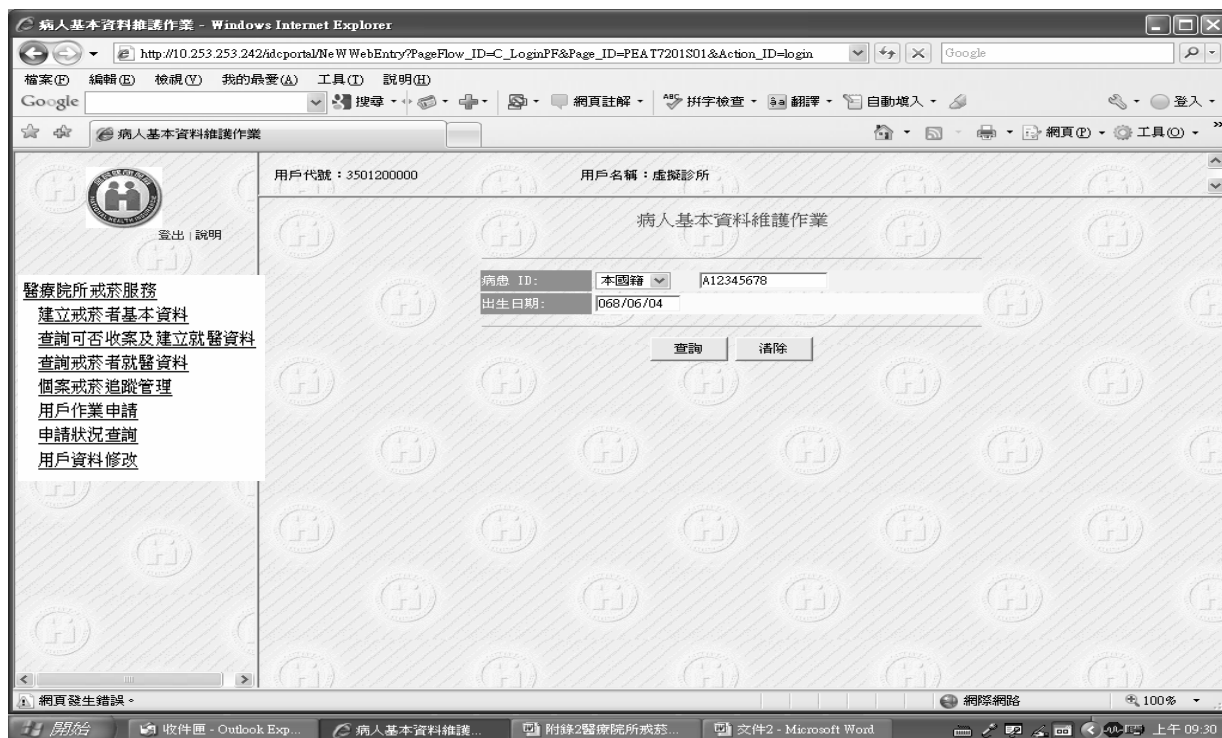 病人基本資料維護作業 - Windows Internet Explorer
http://10.253.253.242/idcportal/NeWWebEntry?PageFlow_ID=C_LoginPF&Page_ID=PEAT7201S01&Action_ID=login
Google
檔案(F) 編輯(E) 檢視(V) 我的最愛(A) 工具(T) 說明(H)
Google 搜尋 網頁註解 拼字檢查 翻譯 自動填入 登入
病人基本資料維護作業 網頁(P) 工具(O)
用戶代號：3501200000 用戶名稱：虛擬診所
登出 | 說明
病人基本資料維護作業
醫療院所戒菸服務
建立戒菸者基本資料
查詢可否收案及建立就醫資料
查詢戒菸者就醫資料
個案戒菸追蹤管理
用戶作業申請
申請狀況查詢
用戶資料修改
病患 ID: 本國籍 A12345678
出生日期: 068/06/04
查詢 清除
網頁發生錯誤。 網際網路 100%
開始 收件匣 - Outlook Exp... 病人基本資料維護... 附錄2醫療院所戒菸... 文件2 - Microsoft Word 上午 09:30